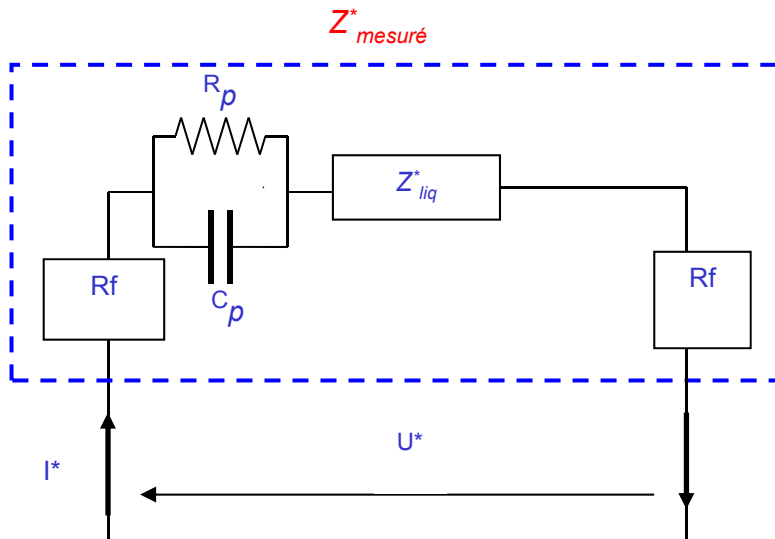 Z*mesuré
Rp
Z*liq
Rf
Cp
Rf
U*
I*